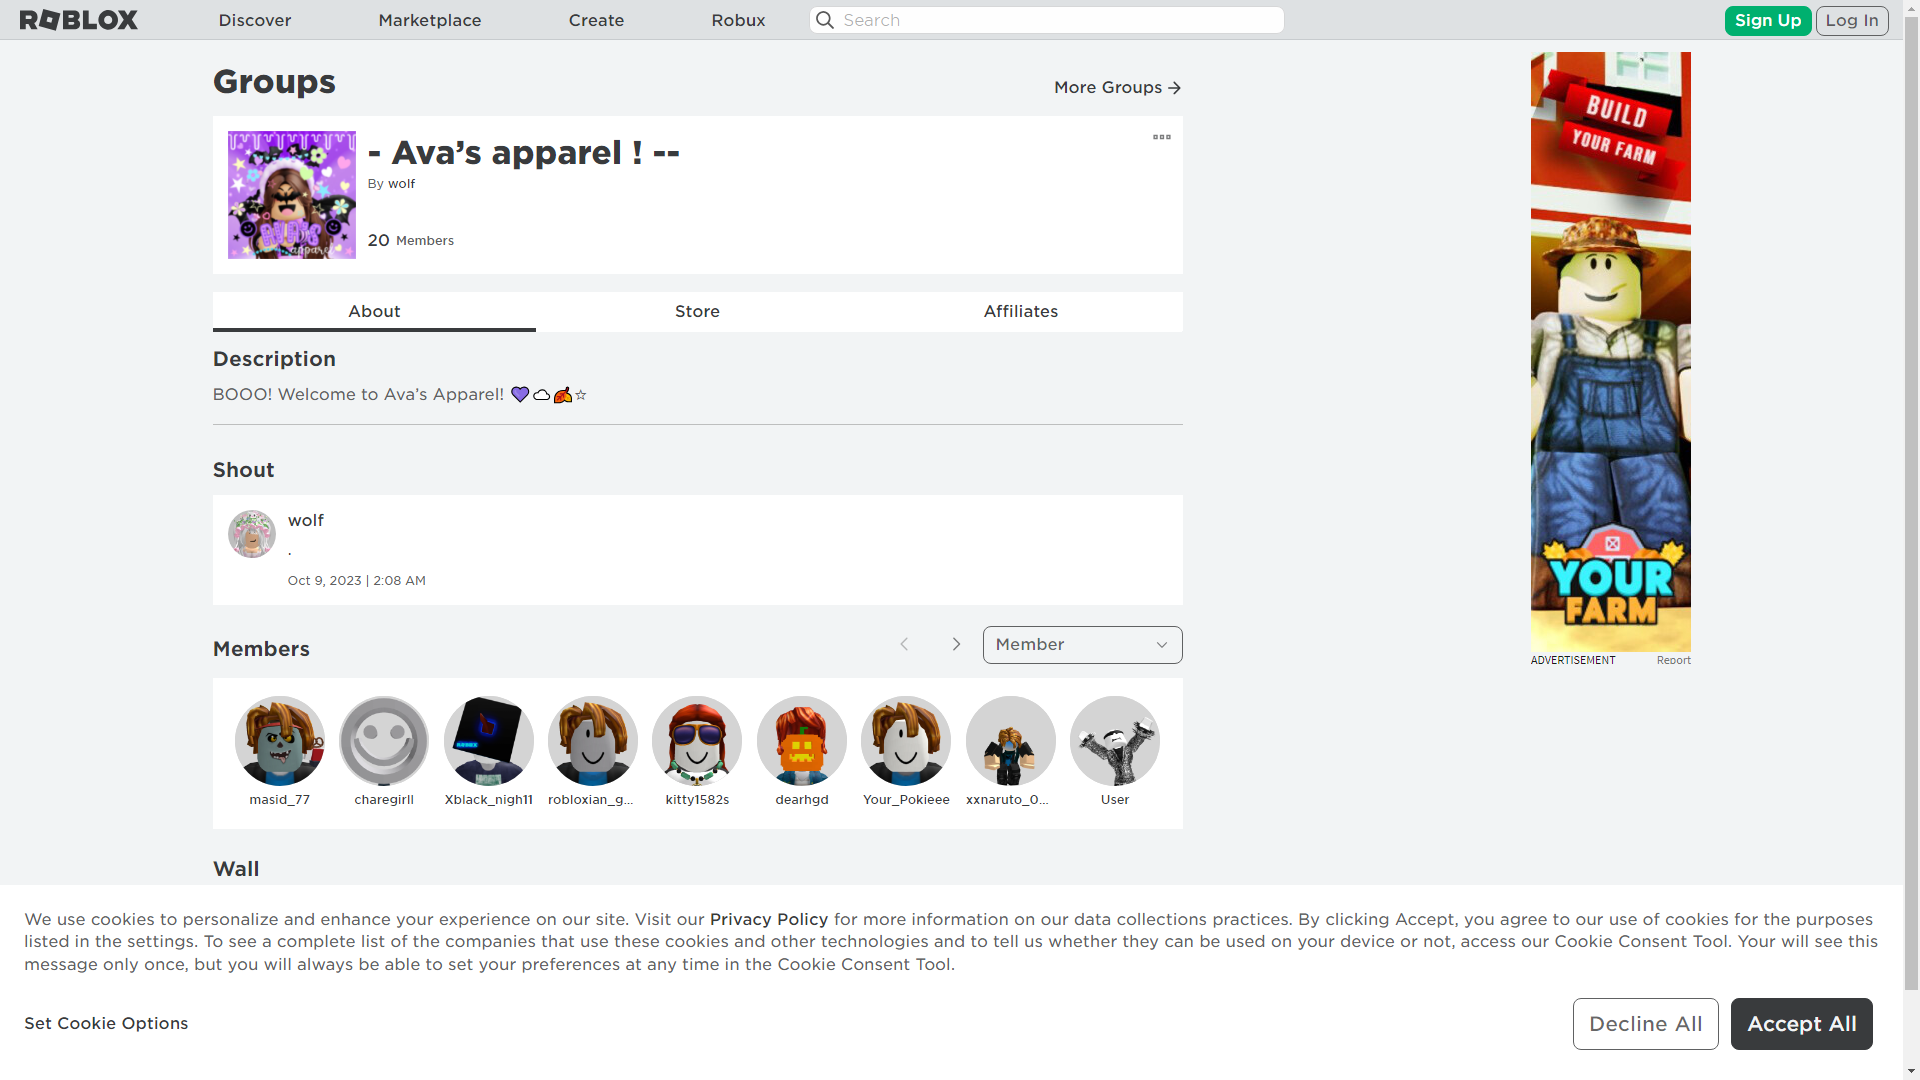 ROBLOX
Discover
Marketplace
Create
Robux
Search
Sign Up
Log In
Groups
More Groups
- Ava’s apparel ! --
By wolf
20 Members
AVA'S
apparel
About
Store
Affiliates
Description
BOOO! Welcome to Ava’s Apparel! 💜☁🍂☆
Shout
wolf
.
Oct 9, 2023 | 2:08 AM
Members
Member
masid_77
charegirll
Xblack_nigh11
robloxian_g...
kitty1582s
dearhgd
Your_Pokieee
xxnaruto_0...
User
Wall
BUILD
YOUR FARM
YOUR
FARM
ADVERTISEMENT
Report
We use cookies to personalize and enhance your experience on our site. Visit our Privacy Policy for more information on our data collections practices. By clicking Accept, you agree to our use of cookies for the purposes
listed in the settings. To see a complete list of the companies that use these cookies and other technologies and to tell us whether they can be used on your device or not, access our Cookie Consent Tool. Your will see this
message only once, but you will always be able to set your preferences at any time in the Cookie Consent Tool.
Set Cookie Options
Decline All
Accept All